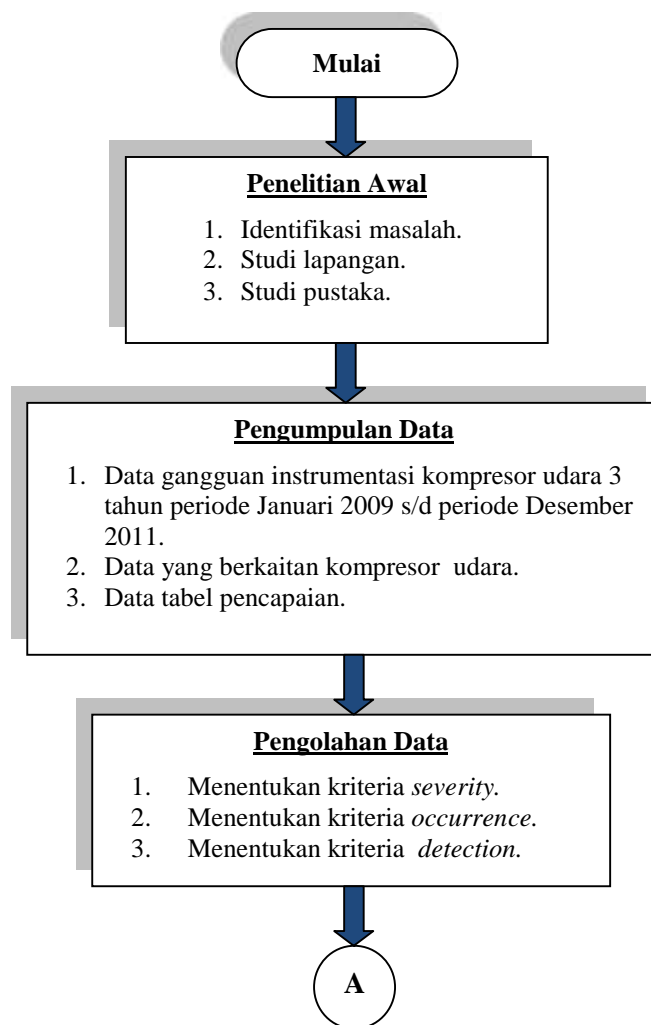 Mulai
Penelitian Awal
1. Identifikasi masalah.
2. Studi lapangan.
3. Studi pustaka.
Pengumpulan Data
1. Data gangguan instrumentasi kompresor udara 3
tahun periode Januari 2009 s/d periode Desember
2011.
2. Data yang berkaitan kompresor udara.
3. Data tabel pencapaian.
Pengolahan Data
1. Menentukan kriteria severity.
2. Menentukan kriteria occurrence.
3. Menentukan kriteria detection.
A